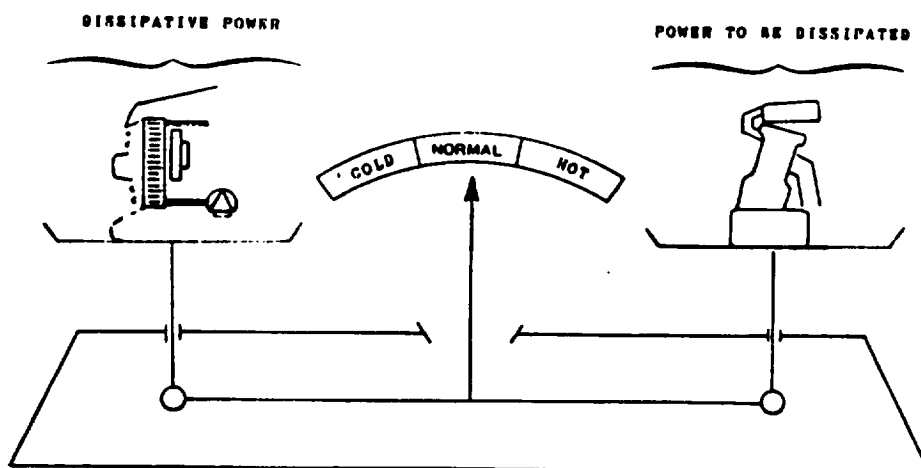 DISSIPATIVE POWER
POWER TO BE DISSIPATED
COLD NORMAL HOT